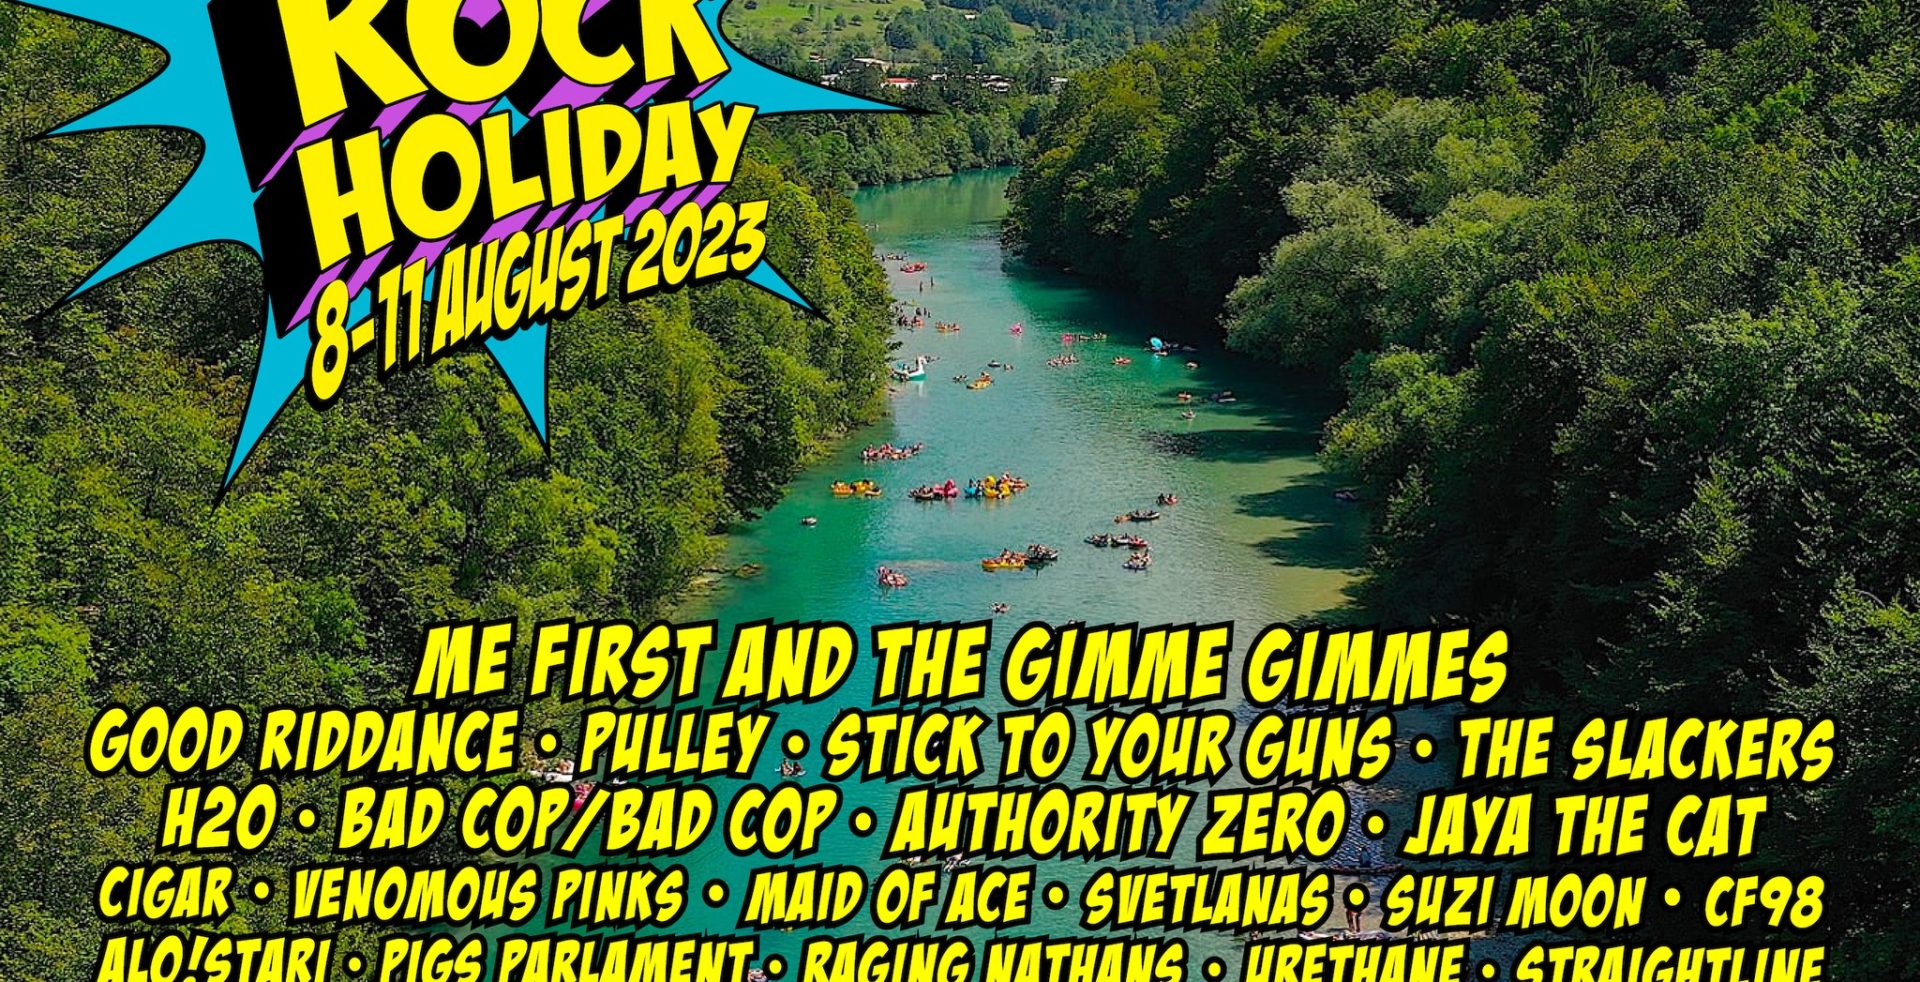 ROCK
HOLIDAY
8-11 AUGUST 2023
ME FIRST AND THE GIMME GIMMES
GOOD RIDDANCE • PULLEY • STICK TO YOUR GUNS • THE SLACKERS
H2O • BAD COP/BAD COP • AUTHORITY ZERO • JAYA THE CAT
CIGAR • VENOMOUS PINKS • MAID OF ACE • SVETLANAS • SUZI MOON • CF98
ALO!STARI • PIGS PARLAMENT • RAGING NATHANS • URETHANE • STRAIGHTLINE